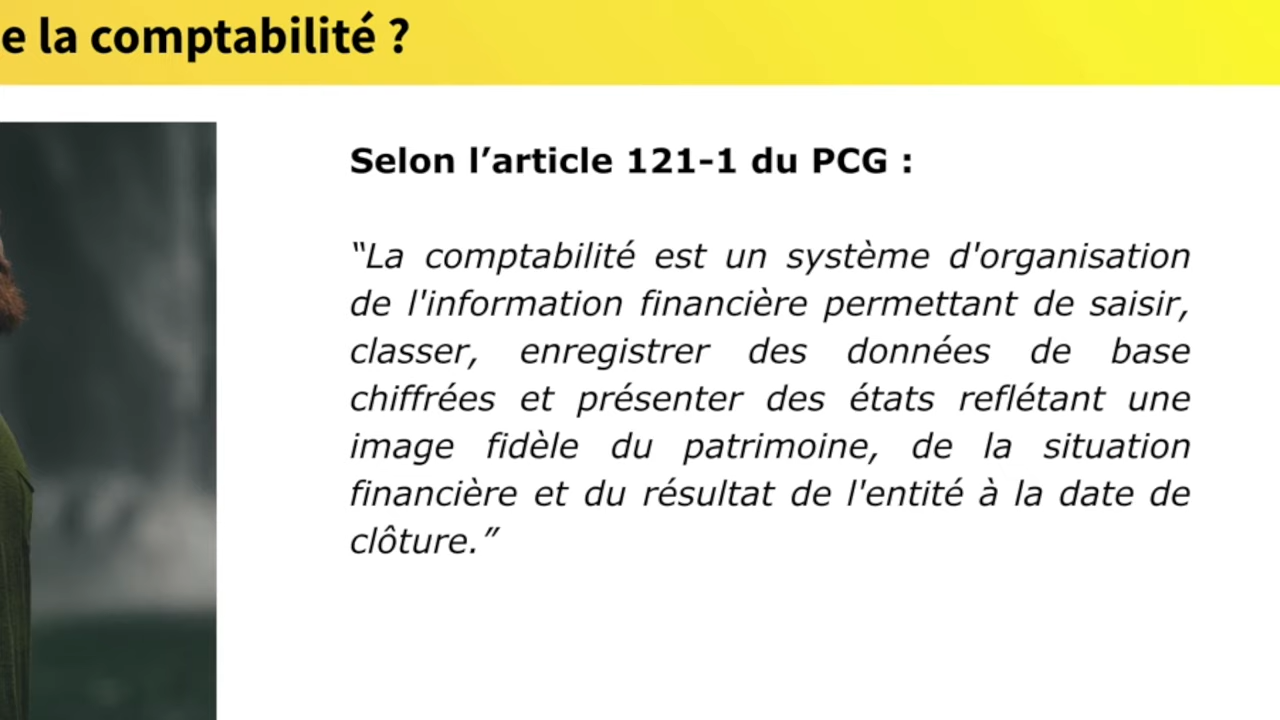 e la comptabilité ?
Selon l’article 121-1 du PCG :
“La comptabilité est un système d'organisation
de l'information financière permettant de saisir,
classer, enregistrer des données de base
chiffrées et présenter des états reflétant une
image fidèle du patrimoine, de la situation
financière et du résultat de l'entité à la date de
clôture.”